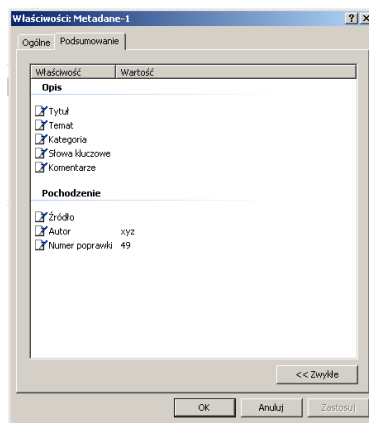 Właściwości: Metadane-1
Ogólne Podsumowanie
Właściwość Wartość
Opis
Tytuł
Temat
Kategoria
Słowa kluczowe
Komentarze
Pochodzenie
Źródło
Autor xyz
Numer poprawki 49
<< Zwykłe
OK Anuluj Zastosuj